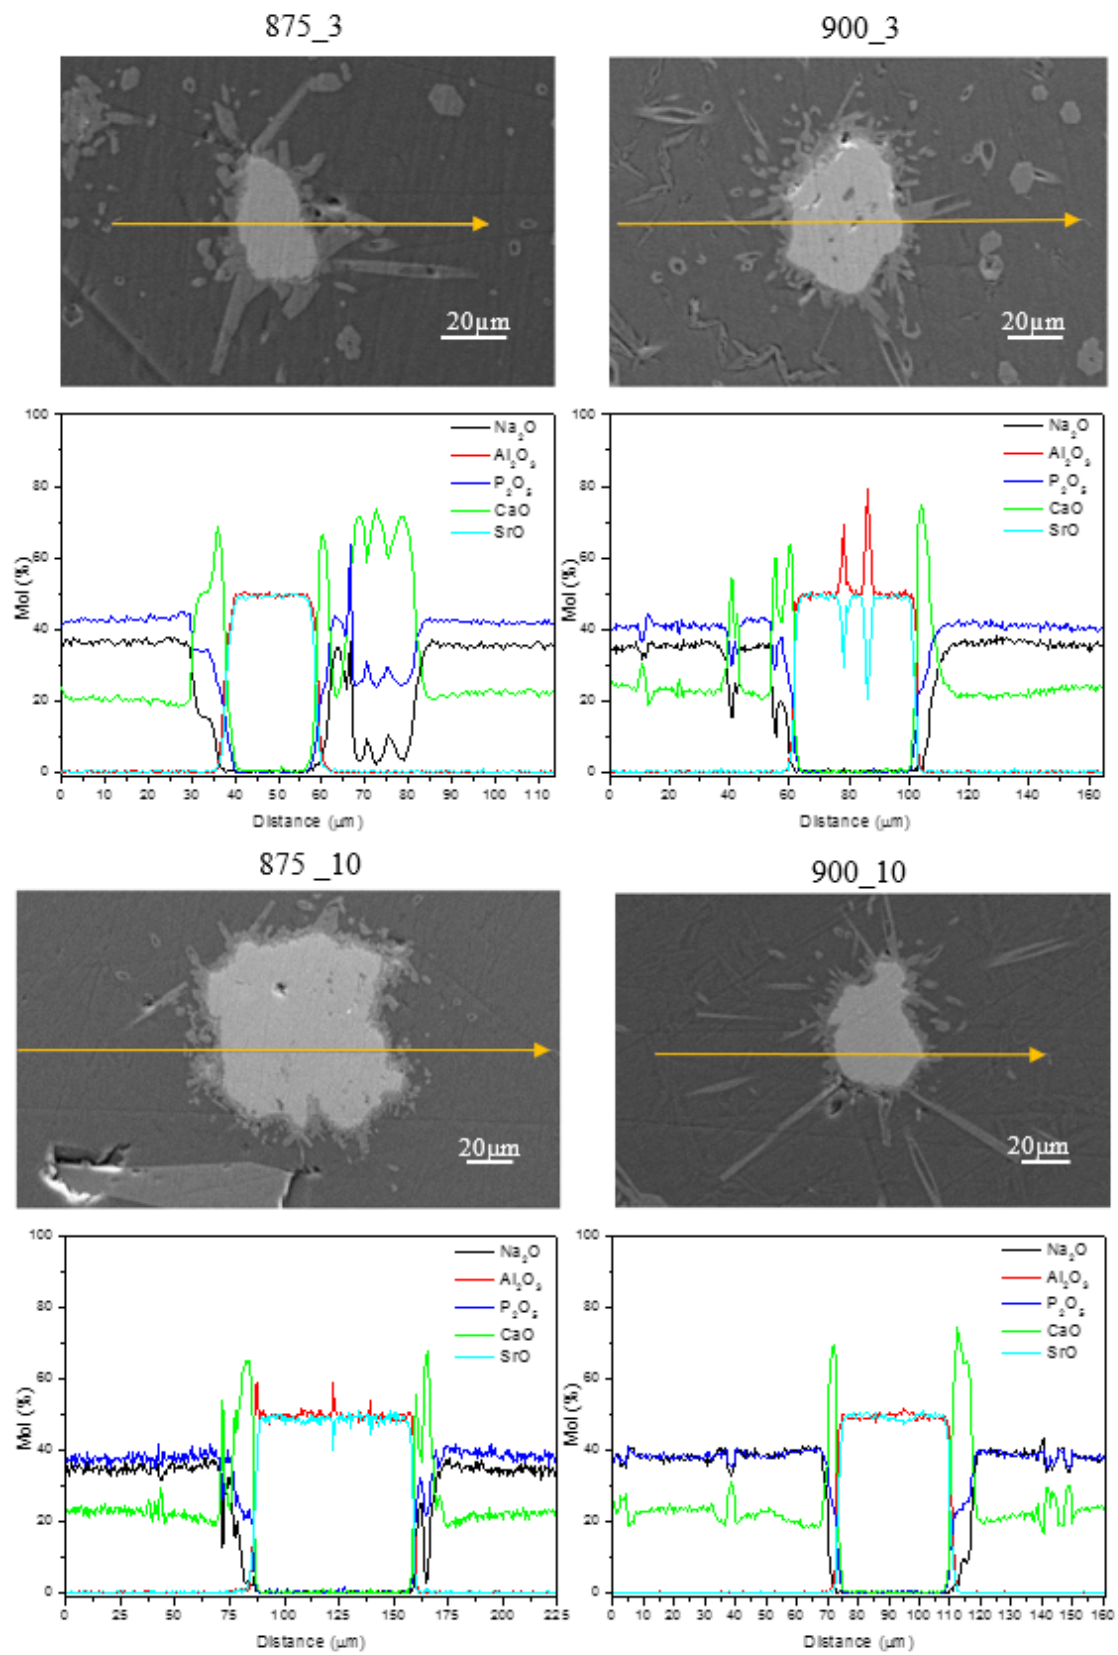 875_3
900_3
20µm
20µm
100
80
60
40
20
0
Mol (%)
Na₂O
Al₂O₃
P₂O₅
CaO
SrO
0 10 20 30 40 50 60 70 80 90 100 110
Distance (µm)
100
80
60
40
20
0
Mol (%)
Na₂O
Al₂O₃
P₂O₅
CaO
SrO
0 20 40 60 80 100 120 140 160
Distance (µm)
875 _10
900_10
20µm
20µm
100
80
60
40
20
0
Mol (%)
Na₂O
Al₂O₃
P₂O₅
CaO
SrO
0 25 50 75 100 125 150 175 200 225
Distance (µm)
100
80
60
40
20
0
Mol (%)
Na₂O
Al₂O₃
P₂O₅
CaO
SrO
0 10 20 30 40 50 60 70 80 90 100 110 120 130 140 150 160
Distance (µm)